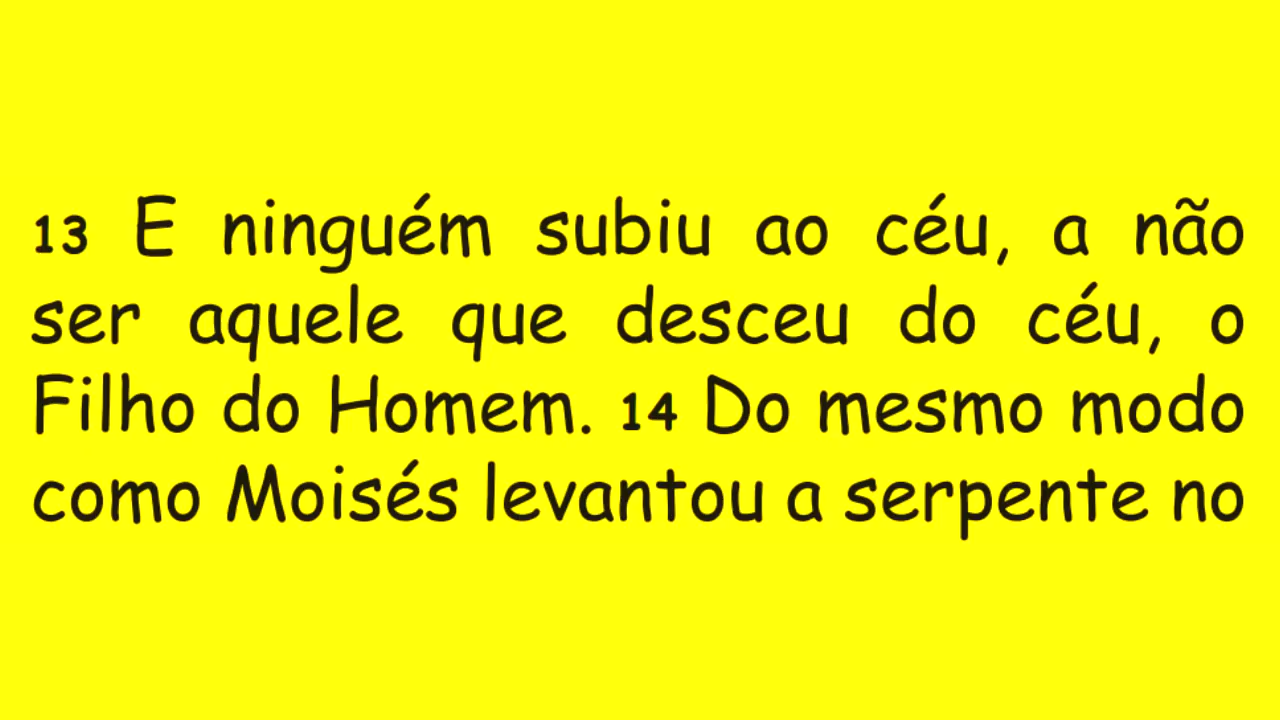 13 E ninguém subiu ao céu, a não
ser aquele que desceu do céu, o
Filho do Homem. 14 Do mesmo modo
como Moisés levantou a serpente no